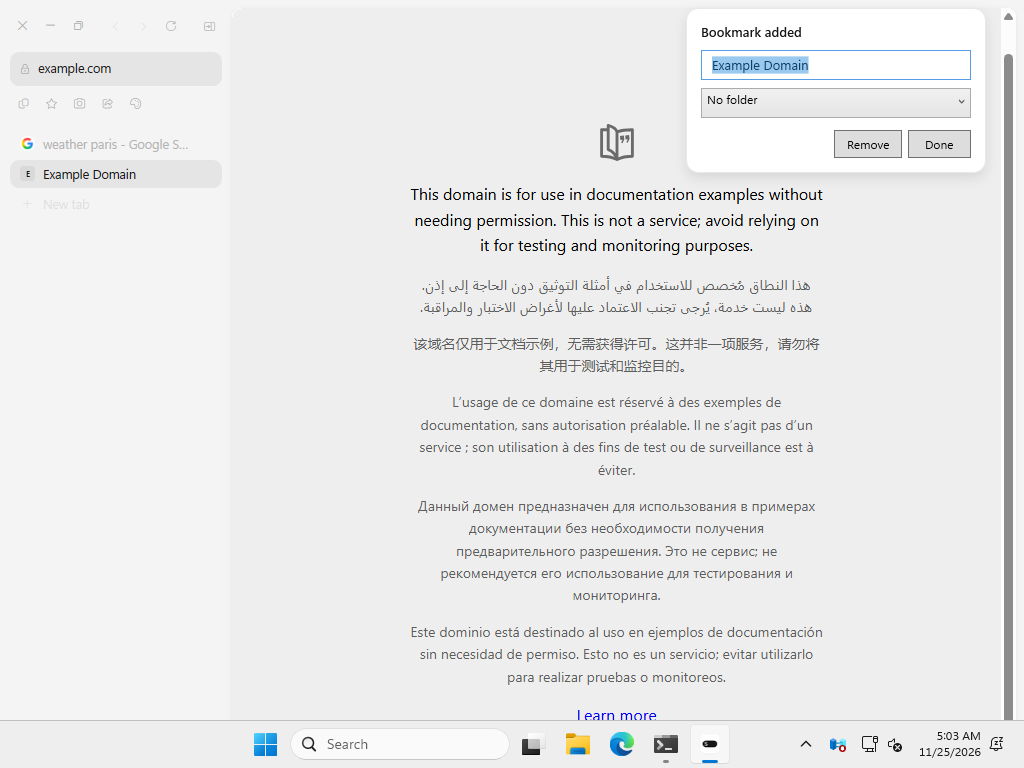 example.com
weather paris - Google S...
E Example Domain
+ New tab
Bookmark added
Example Domain
No folder
Remove Done
This domain is for use in documentation examples without
needing permission. This is not a service; avoid relying on
it for testing and monitoring purposes.
هذا النطاق مُخصص للاستخدام في أمثلة التوثيق دون الحاجة إلى إذن.
هذه ليست خدمة، يُرجى تجنب الاعتماد عليها لأغراض الاختبار والمراقبة.
该域名仅用于文档示例，无需获得许可。这并非一项服务，请勿将
其用于测试和监控目的。
L'usage de ce domaine est réservé à des exemples de
documentation, sans autorisation préalable. Il ne s'agit pas d'un
service ; son utilisation à des fins de test ou de surveillance est à
éviter.
Данный домен предназначен для использования в примерах
документации без необходимости получения
предварительного разрешения. Это не сервис; не
рекомендуется его использование для тестирования и
мониторинга.
Este dominio está destinado al uso en ejemplos de documentación
sin necesidad de permiso. Esto no es un servicio; evitar utilizarlo
para realizar pruebas o monitoreos.
Learn more
Search
5:03 AM
11/25/2026